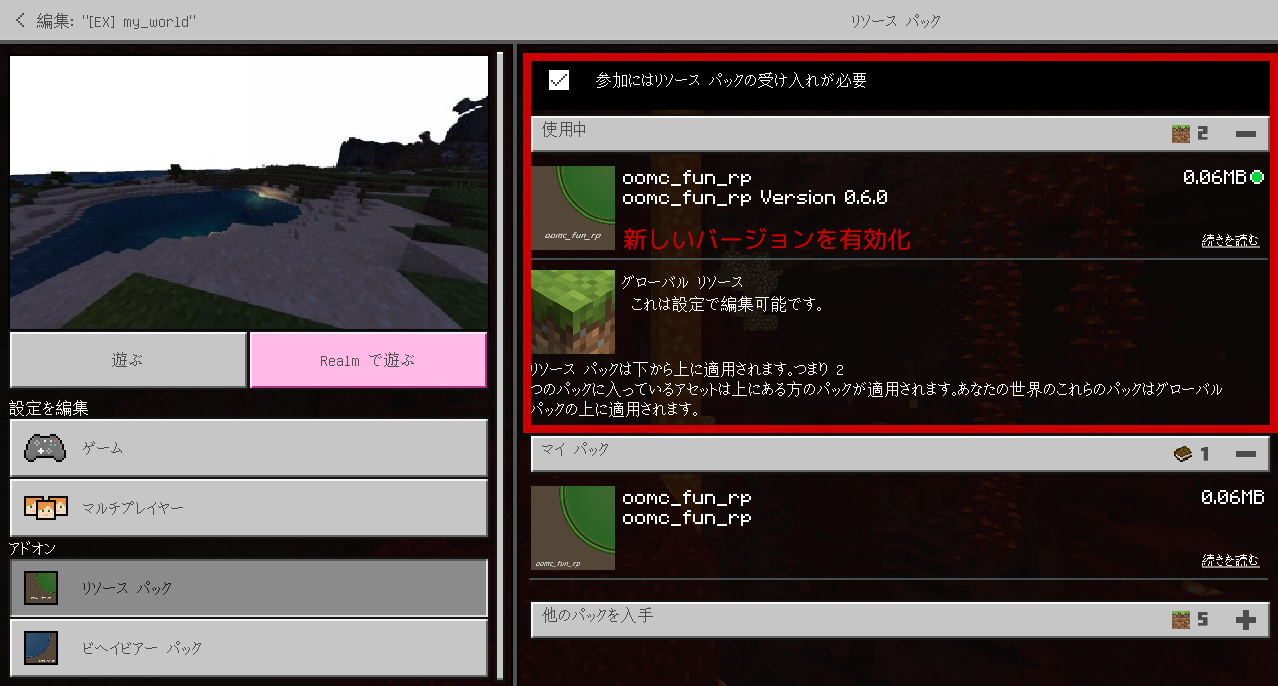 編集: "[EX] my_world"
リソース パック
参加にはリソース パックの受け入れが必要
使用中
2
oomc_fun_rp
oomc_fun_rp
oomc_fun_rp Version 0.6.0
0.06MB
新しいバージョンを有効化
続きを読む
グローバル リソース
これは設定で編集可能です。
リソース パックは下から上に適用されます。つまり 2
つのパックに入っているアセットは上にある方のパックが適用されます。あなたの世界のこれらのパックはグローバル
パックの上に適用されます。
マイ パック
1
oomc_fun_rp
oomc_fun_rp
oomc_fun_rp
0.06MB
続きを読む
他のパックを入手
5
遊ぶ
Realm で遊ぶ
設定を編集
ゲーム
マルチプレイヤー
アドオン
リソース パック
ビヘイビアー パック